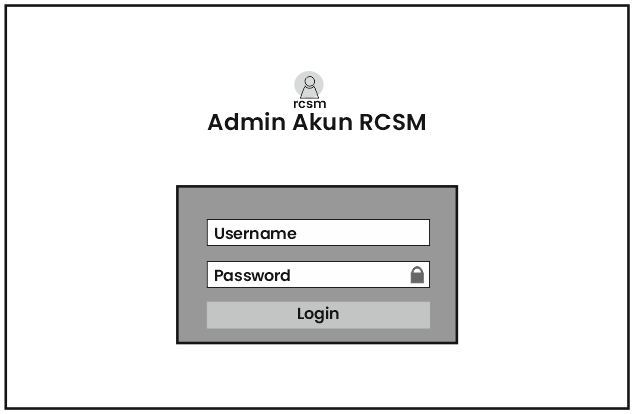 rcsm
Admin Akun RCSM
Username
Password
Login